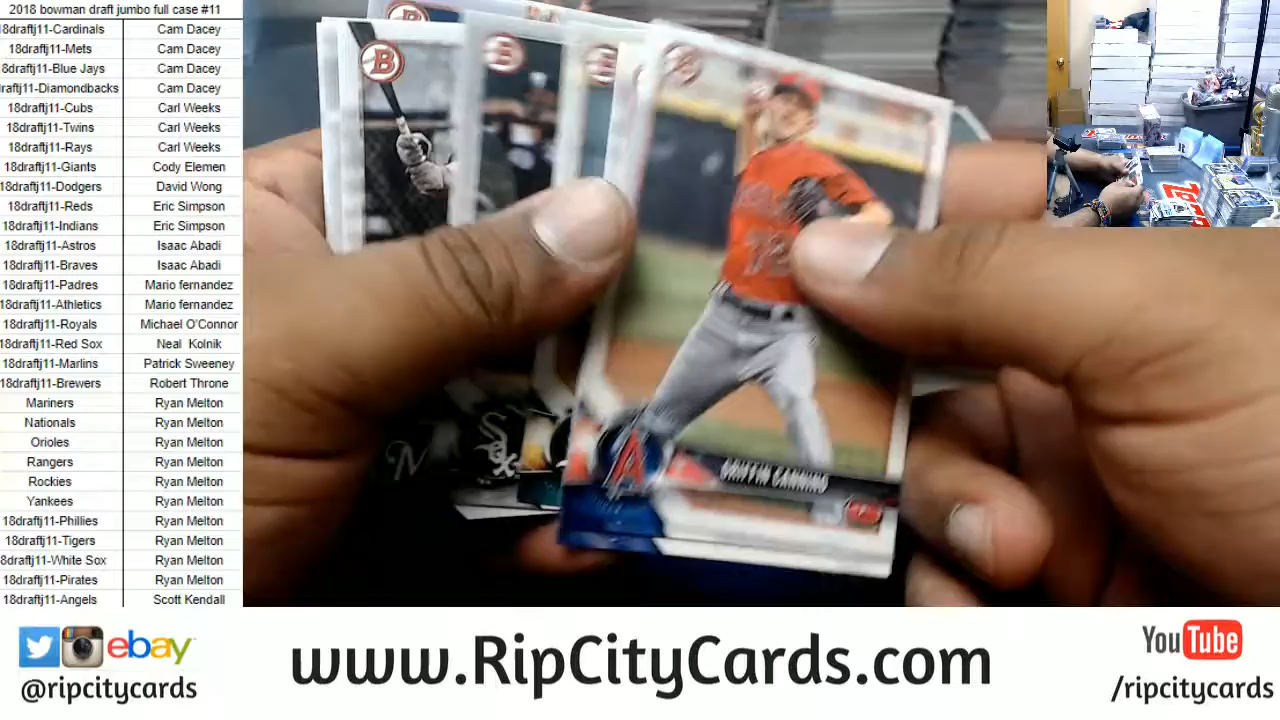 2018 bowman draft jumbo full case #11
18draftj11-Cardinals Cam Dacey
18draftj11-Mets Cam Dacey
18draftj11-Blue Jays Cam Dacey
raftj11-Diamondbacks Cam Dacey
18draftj11-Cubs Carl Weeks
18draftj11-Twins Carl Weeks
18draftj11-Rays Carl Weeks
18draftj11-Giants Cody Elemen
18draftj11-Dodgers David Wong
18draftj11-Reds Eric Simpson
18draftj11-Indians Eric Simpson
18draftj11-Astros Isaac Abadi
18draftj11-Braves Isaac Abadi
18draftj11-Padres Mario fernandez
18draftj11-Athletics Mario fernandez
18draftj11-Royals Michael O'Connor
18draftj11-Red Sox Neal Kolnik
18draftj11-Marlins Patrick Sweeney
18draftj11-Brewers Robert Throne
Mariners Ryan Melton
Nationals Ryan Melton
Orioles Ryan Melton
Rangers Ryan Melton
Rockies Ryan Melton
Yankees Ryan Melton
18draftj11-Phillies Ryan Melton
18draftj11-Tigers Ryan Melton
18draftj11-White Sox Ryan Melton
18draftj11-Pirates Ryan Melton
18draftj11-Angels Scott Kendall
B
B
B
B
72
A
GRIFFIN CANNING
ebay
@ripcitycards
www.RipCityCards.com
YouTube
/ripcitycards